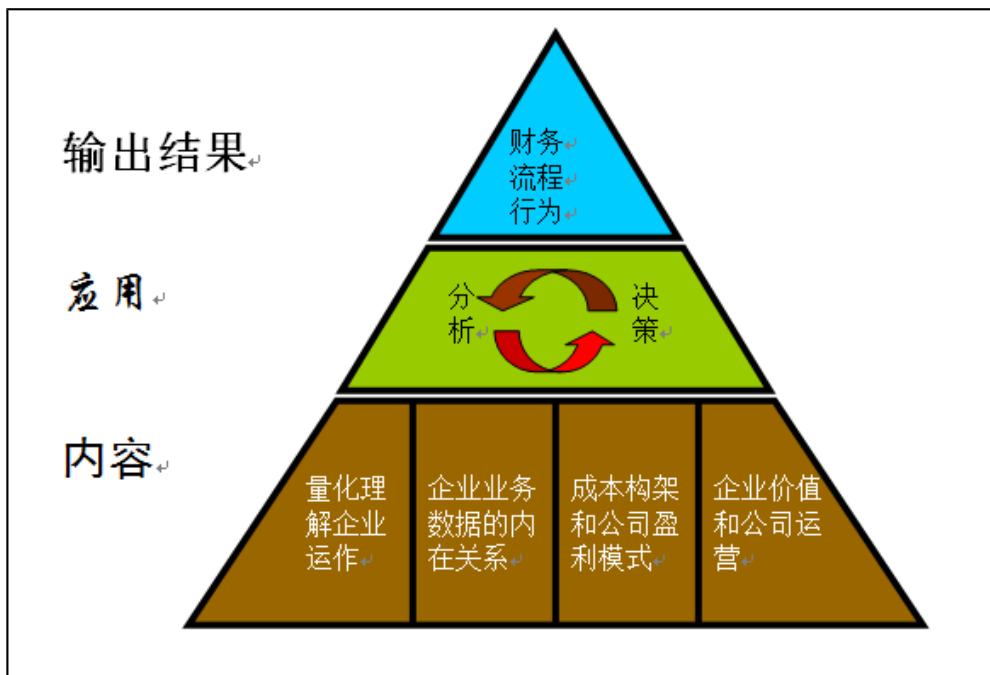 输出结果
财务
流程
行为
应用
分
析
决
策
内容
量化理
解企业
运作
企业业务
数据的内
在关系
成本构架
和公司盈
利模式
企业价值
和公司运
营